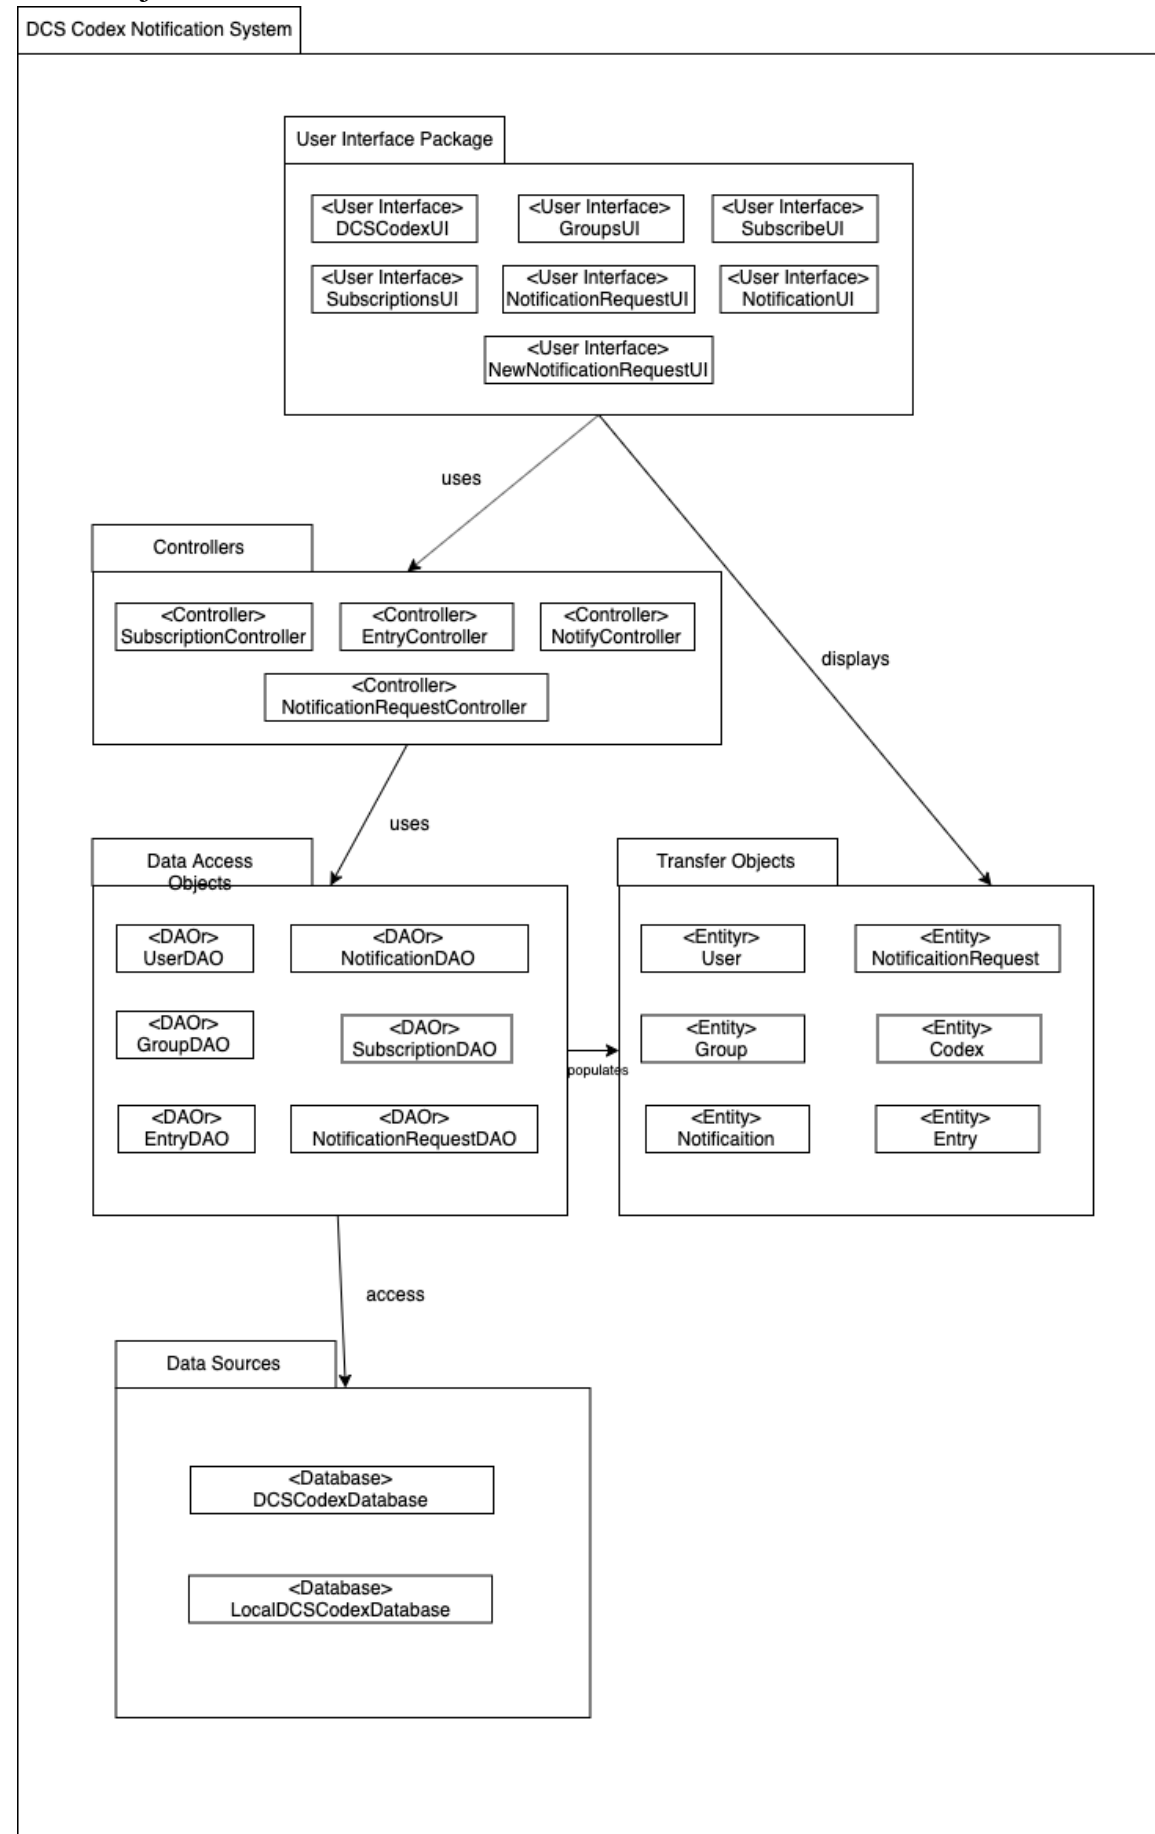 DCS Codex Notification System
User Interface Package
<User Interface>
DCSCodexUI
<User Interface>
GroupsUI
<User Interface>
SubscribeUI
<User Interface>
SubscriptionsUI
<User Interface>
NotificationRequestUI
<User Interface>
NotificationUI
<User Interface>
NewNotificationRequestUI
uses
displays
Controllers
<Controller>
SubscriptionController
<Controller>
EntryController
<Controller>
NotifyController
<Controller>
NotificationRequestController
uses
Data Access
Objects
<DAOr>
UserDAO
<DAOr>
NotificationDAO
<DAOr>
GroupDAO
<DAOr>
SubscriptionDAO
<DAOr>
EntryDAO
<DAOr>
NotificationRequestDAO
populates
Transfer Objects
<Entityr>
User
<Entity>
NotificaitionRequest
<Entity>
Group
<Entity>
Codex
<Entity>
Notificaition
<Entity>
Entry
access
Data Sources
<Database>
DCSCodexDatabase
<Database>
LocalDCSCodexDatabase